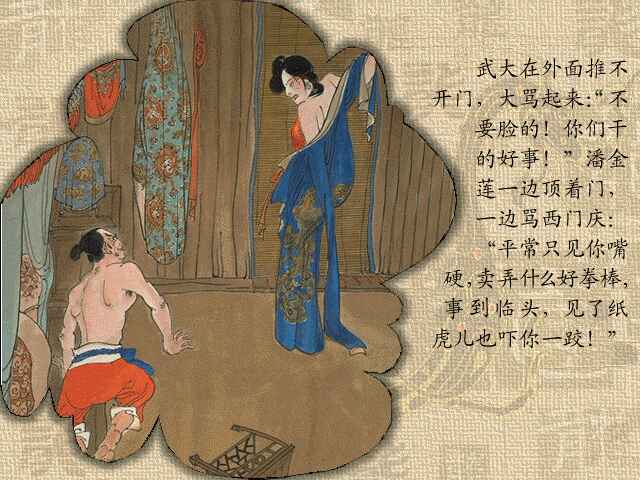 武大在外面推不
开门，大骂起来：“不
要脸的！你们干
的好事！”潘金
莲一边顶着门，
一边骂西门庆：
“平常只见你嘴
硬，卖弄什么好拳棒，
事到临头，见了纸
虎儿也吓你一跤！”